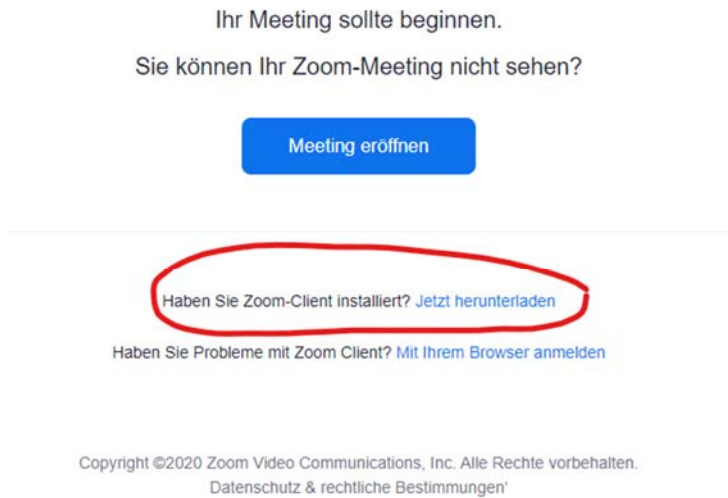 Ihr Meeting sollte beginnen.
Sie können Ihr Zoom-Meeting nicht sehen?
Meeting eröffnen
Haben Sie Zoom-Client installiert? Jetzt herunterladen
Haben Sie Probleme mit Zoom Client? Mit Ihrem Browser anmelden
Copyright ©2020 Zoom Video Communications, Inc. Alle Rechte vorbehalten.
Datenschutz & rechtliche Bestimmungen'